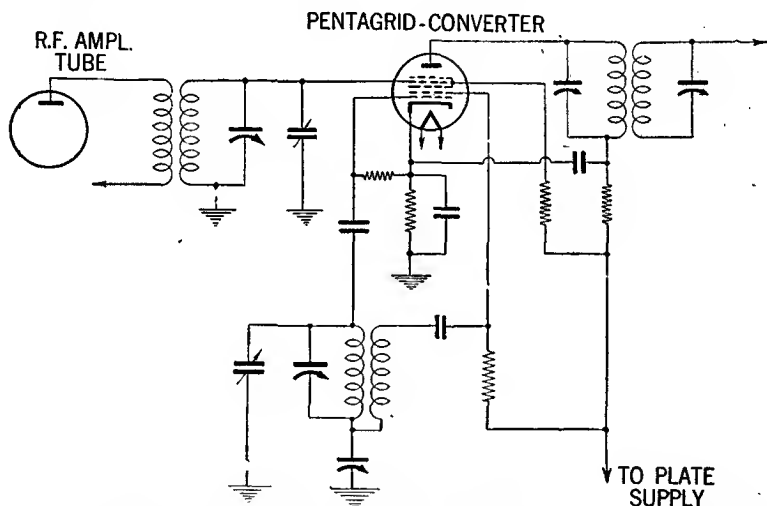 PENTAGRID-CONVERTER
R.F. AMPL.
TUBE
TO PLATE
SUPPLY